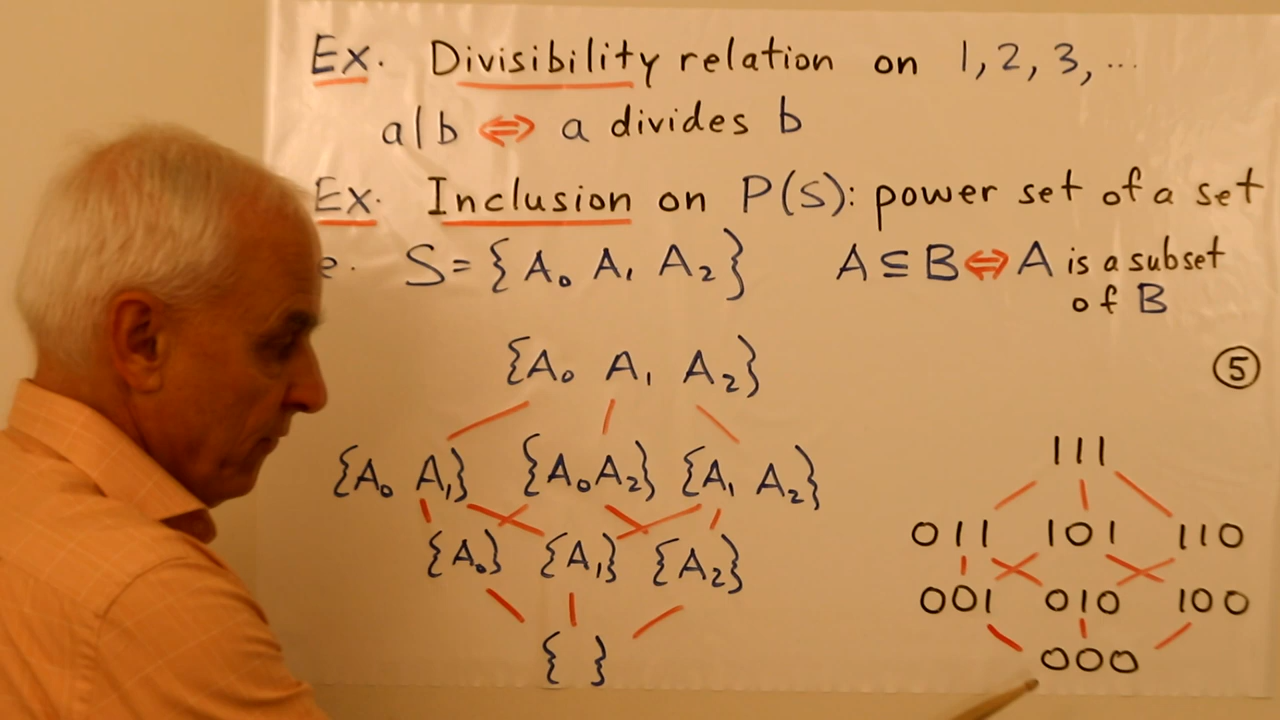 Ex. Divisibility relation on 1, 2, 3, ...
a|b ⇔ a divides b
Ex. Inclusion on P(S): power set of a set
e. S = { A₀ A₁ A₂ } A ⊆ B ⇔ A is a subset
of B
{A₀ A₁ A₂}
⑤
{A₀ A₁} {A₀ A₂} {A₁ A₂}
{A₀} {A₁} {A₂}
{ }
111
011 101 110
001 010 100
000